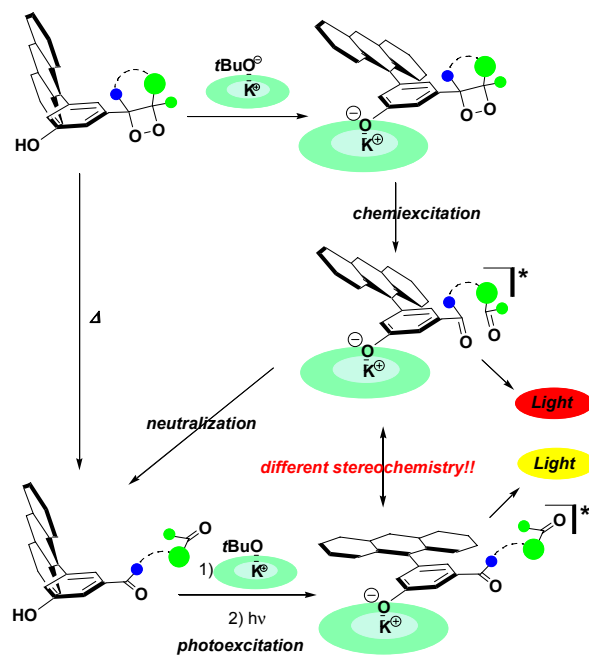 tBuO⊖
K⊕
HO
O
O
⊖
O
K⊕
O
O
chemiexcitation
*
⊖
O
K⊕
O
O
Δ
Light
neutralization
different stereochemistry!!
Light
O
O
HO
tBuO⊖
1)
K⊕
2) hν
photoexcitation
*
O
O
⊖
O
K⊕